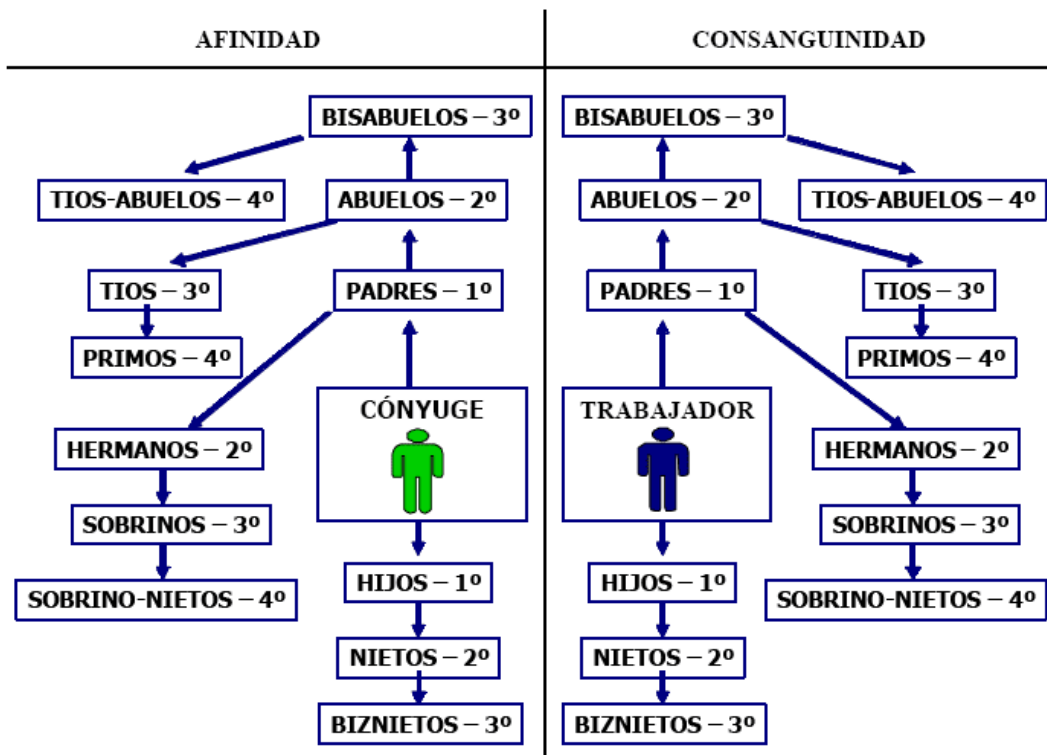 AFINIDAD
CONSANGUINIDAD
BISABUELOS – 3º
BISABUELOS – 3º
TIOS-ABUELOS – 4º
ABUELOS – 2º
ABUELOS – 2º
TIOS-ABUELOS – 4º
TIOS – 3º
PADRES – 1º
PADRES – 1º
TIOS – 3º
PRIMOS – 4º
PRIMOS – 4º
CÓNYUGE
TRABAJADOR
HERMANOS – 2º
HERMANOS – 2º
SOBRINOS – 3º
SOBRINOS – 3º
HIJOS – 1º
HIJOS – 1º
SOBRINO-NIETOS – 4º
SOBRINO-NIETOS – 4º
NIETOS – 2º
NIETOS – 2º
BIZNIETOS – 3º
BIZNIETOS – 3º